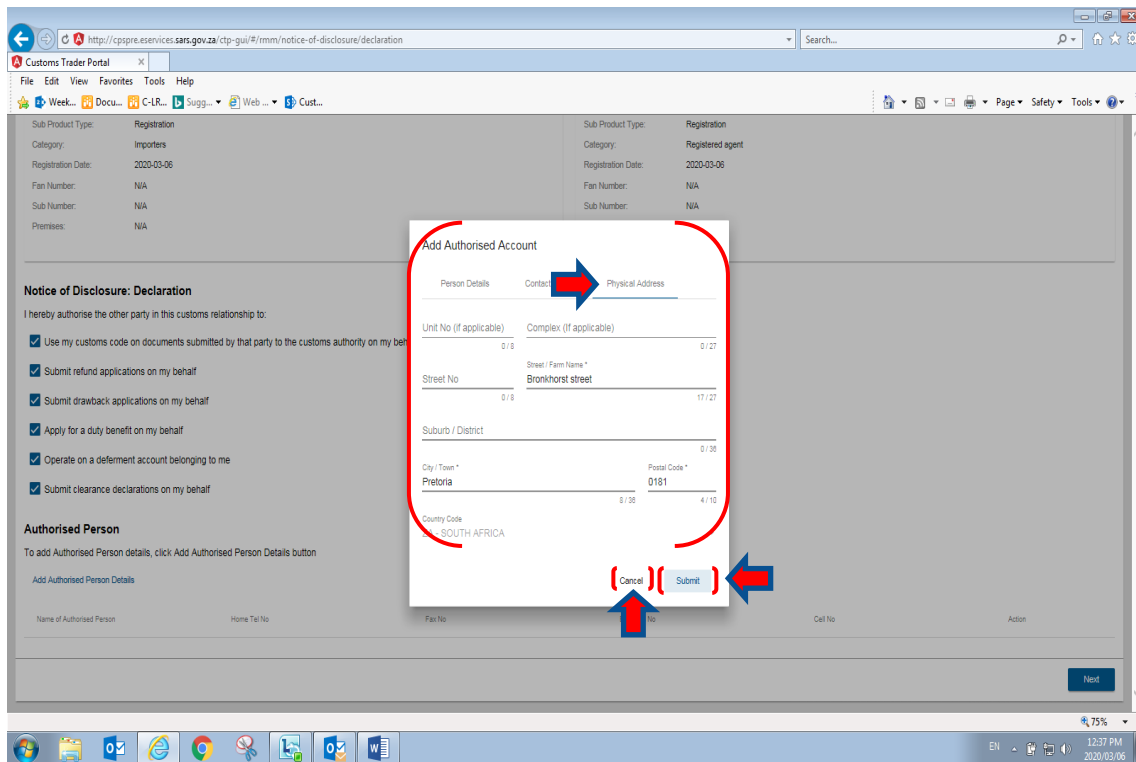 http://cpspre.eservices.sars.gov.za/ctp-gui/#/rmm/notice-of-disclosure/declaration
Search...
Customs Trader Portal
File Edit View Favorites Tools Help
Week... Docu... C-LR... Sugg... Web ... Cust...
Page Safety Tools
Sub Product Type: Registration Sub Product Type: Registration
Category: Importers Category: Registered agent
Registration Date: 2020-03-06 Registration Date: 2020-03-06
Fan Number: N/A Fan Number: N/A
Sub Number: N/A Sub Number: N/A
Premises: N/A
Add Authorised Account
Person Details Contact Physical Address
Notice of Disclosure: Declaration
I hereby authorise the other party in this customs relationship to:
Unit No (if applicable) Complex (If applicable)
0 / 8 0 / 27
Use my customs code on documents submitted by that party to the customs authority on my beh
Street / Farm Name *
Submit refund applications on my behalf
Street No Bronkhorst street
0 / 8 17 / 27
Submit drawback applications on my behalf
Apply for a duty benefit on my behalf
Suburb / District
0 / 36
Operate on a deferment account belonging to me
City / Town * Postal Code *
Pretoria 0181
8 / 36 4 / 10
Submit clearance declarations on my behalf
Country Code
ZA - SOUTH AFRICA
Authorised Person
To add Authorised Person details, click Add Authorised Person Details button
Add Authorised Person Details
Cancel Submit
Name of Authorised Person Home Tel No Fax No No Cell No Action
Next
75%
EN 12:37 PM
2020/03/06